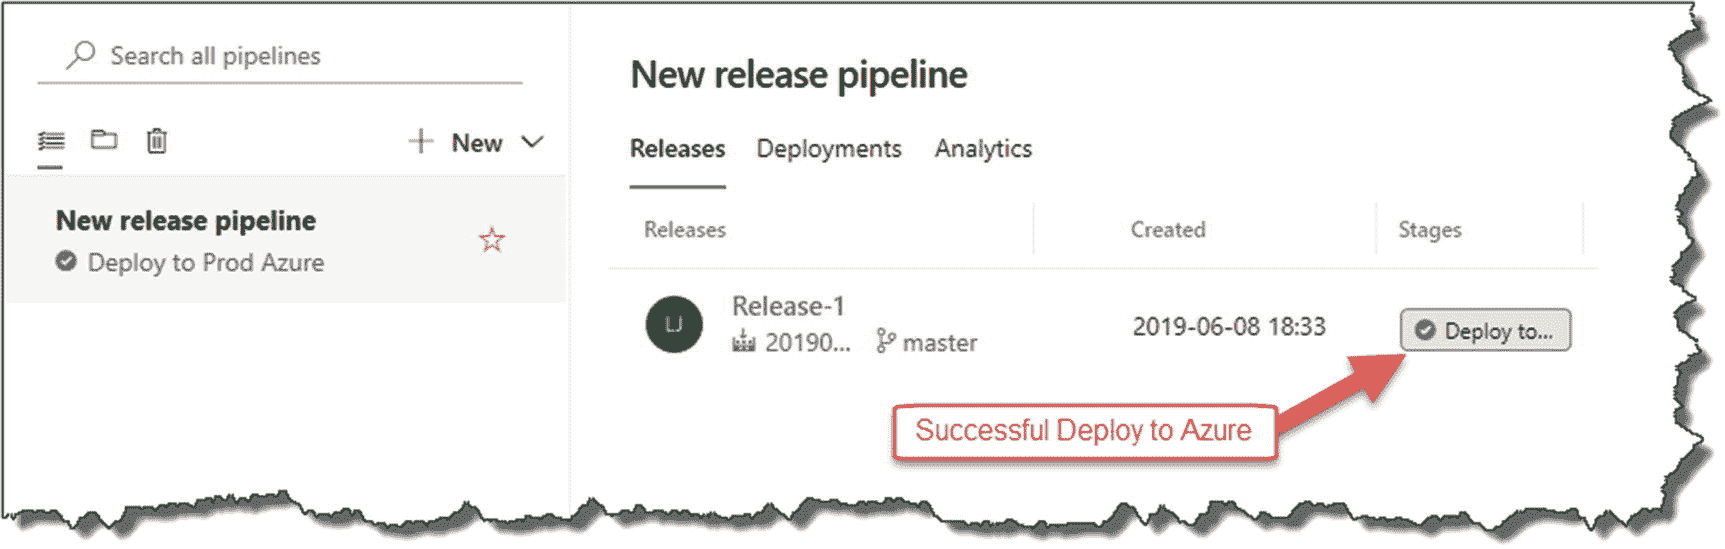 Search all pipelines
New
New release pipeline
Deploy to Prod Azure
New release pipeline
Releases Deployments Analytics
Releases Created Stages
Release-1
20190... master
2019-06-08 18:33
Deploy to...
Successful Deploy to Azure